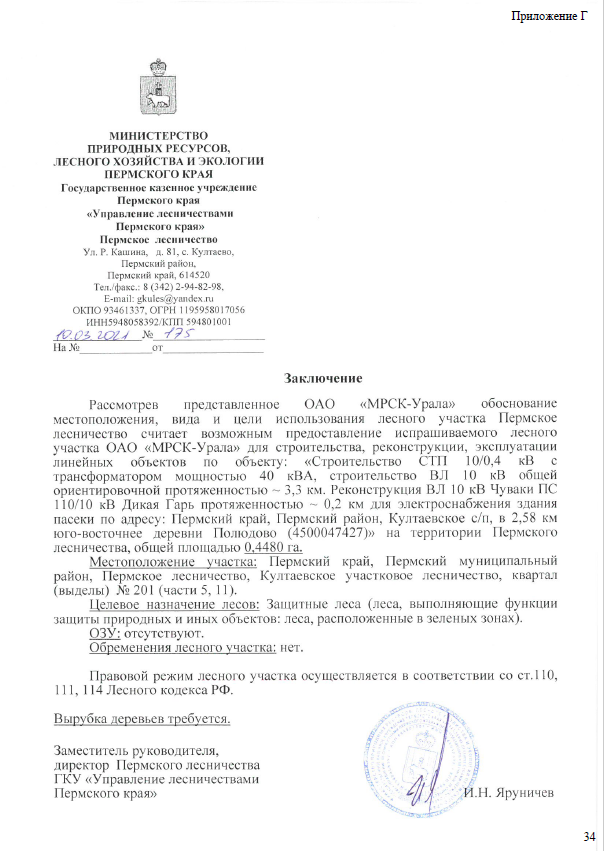 Приложение Г
МИНИСТЕРСТВО
ПРИРОДНЫХ РЕСУРСОВ,
ЛЕСНОГО ХОЗЯЙСТВА И ЭКОЛОГИИ
ПЕРМСКОГО КРАЯ
Государственное казенное учреждение
Пермского края
«Управление лесничествами
Пермского края»
Пермское лесничество
Ул. Р. Кашина, д. 81, с. Култаево,
Пермский район,
Пермский край, 614520
Тел./факс.: 8 (342) 2-94-82-98,
E-mail: gkules@yandex.ru
ОКПО 93461337, ОГРН 1195958017056
ИНН5948058392/КПП 594801001
10.03.2021 № 175
На №____________от________________
Заключение
Рассмотрев представленное ОАО «МРСК-Урала» обоснование
местоположения, вида и цели использования лесного участка Пермское
лесничество считает возможным предоставление испрашиваемого лесного
участка ОАО «МРСК-Урала» для строительства, реконструкции, эксплуатации
линейных объектов по объекту: «Строительство СТП 10/0,4 кВ с
трансформатором мощностью 40 кВА, строительство ВЛ 10 кВ общей
ориентировочной протяженностью ~ 3,3 км. Реконструкция ВЛ 10 кВ Чуваки ПС
110/10 кВ Дикая Гарь протяженностью ~ 0,2 км для электроснабжения здания
пасеки по адресу: Пермский край, Пермский район, Култаевское с/п, в 2,58 км
юго-восточнее деревни Полюдово (4500047427)» на территории Пермского
лесничества, общей площадью 0,4480 га.
Местоположение участка: Пермский край, Пермский муниципальный
район, Пермское лесничество, Култаевское участковое лесничество, квартал
(выделы) № 201 (части 5, 11).
Целевое назначение лесов: Защитные леса (леса, выполняющие функции
защиты природных и иных объектов: леса, расположенные в зеленых зонах).
ОЗУ: отсутствуют.
Обременения лесного участка: нет.
Правовой режим лесного участка осуществляется в соответствии со ст.110,
111, 114 Лесного кодекса РФ.
Вырубка деревьев требуется.
Заместитель руководителя,
директор Пермского лесничества
ГКУ «Управление лесничествами
Пермского края»
И.Н. Яруничев
34